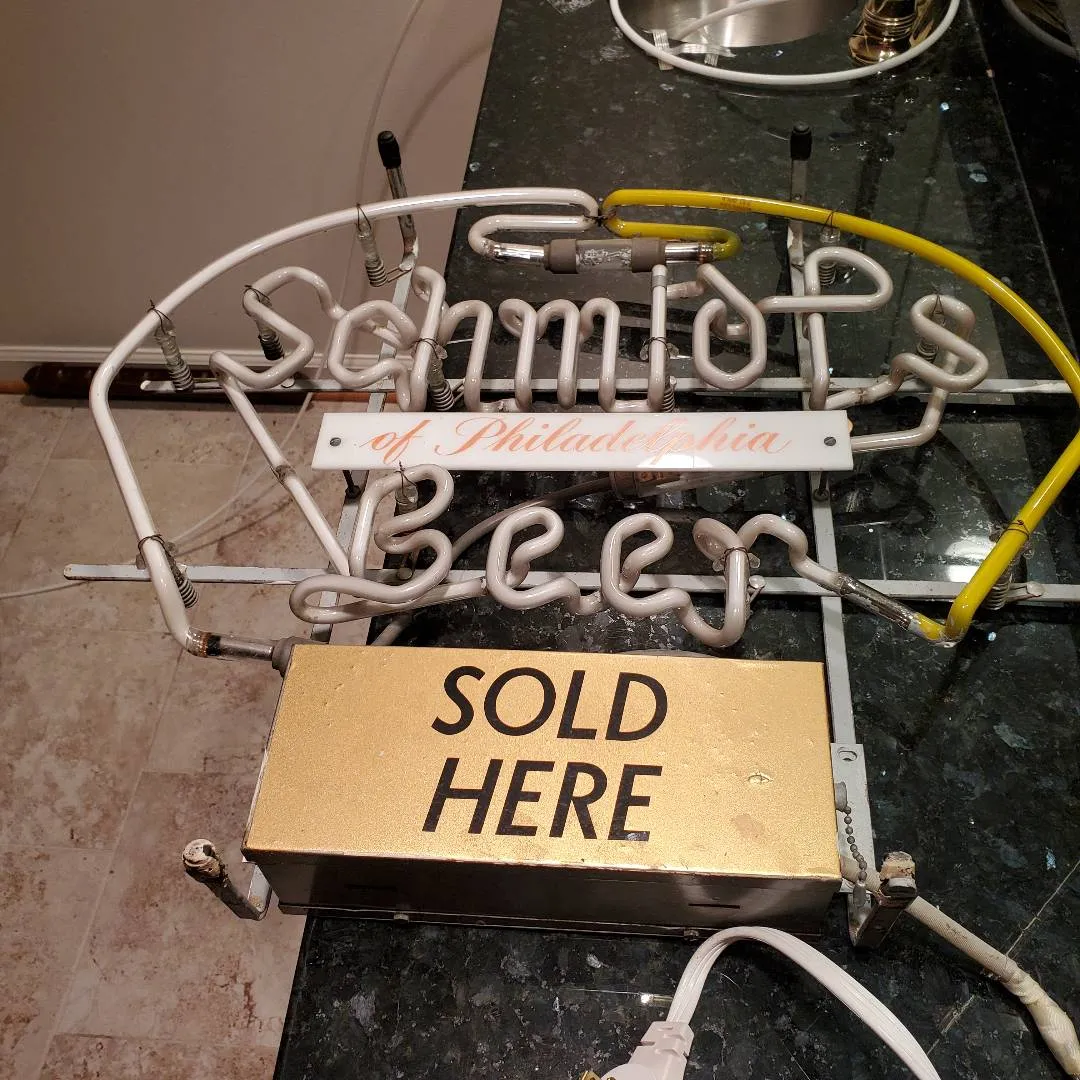 Schmidt's
of Philadelphia
Beer
SOLD
HERE